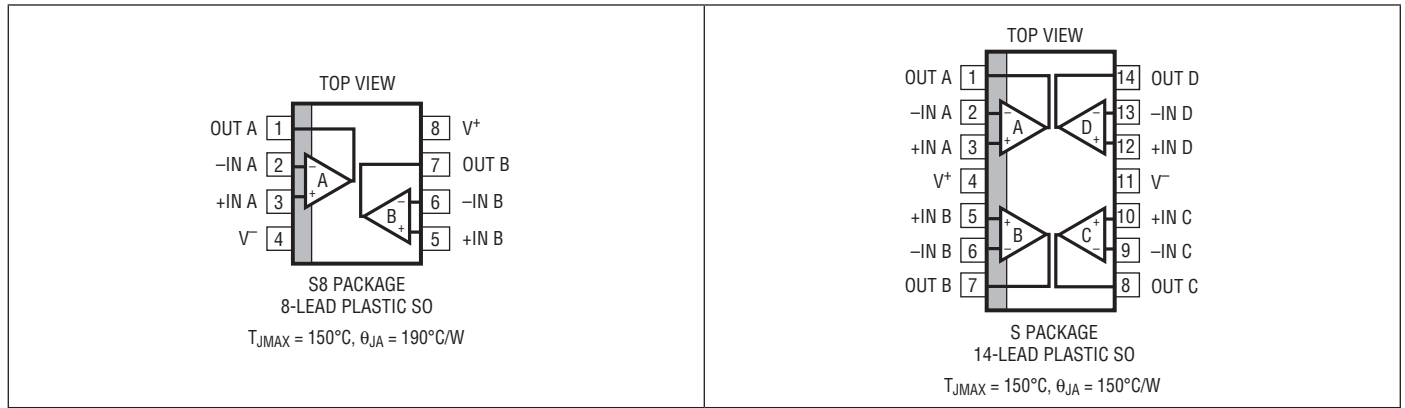 TOP VIEW
OUT A 1 8 V+
–IN A 2 7 OUT B
+IN A 3 6 –IN B
V– 4 5 +IN B
– A +
– B +
S8 PACKAGE
8-LEAD PLASTIC SO
TJMAX = 150°C, θJA = 190°C/W
TOP VIEW
OUT A 1 14 OUT D
–IN A 2 13 –IN D
+IN A 3 12 +IN D
V+ 4 11 V–
+IN B 5 10 +IN C
–IN B 6 9 –IN C
OUT B 7 8 OUT C
– A +
– D +
+ B –
+ C –
S PACKAGE
14-LEAD PLASTIC SO
TJMAX = 150°C, θJA = 150°C/W